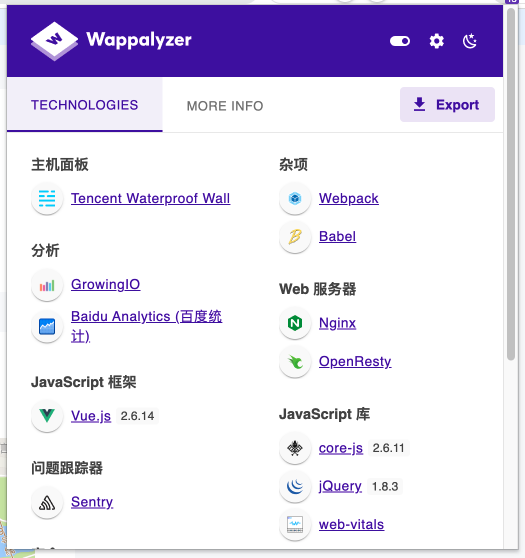 Wappalyzer
TECHNOLOGIES
MORE INFO
Export
主机面板
Tencent Waterproof Wall
分析
GrowingIO
Baidu Analytics (百度统
计)
JavaScript 框架
Vue.js 2.6.14
问题跟踪器
Sentry
杂项
Webpack
Babel
Web 服务器
Nginx
OpenResty
JavaScript 库
core-js 2.6.11
jQuery 1.8.3
web-vitals